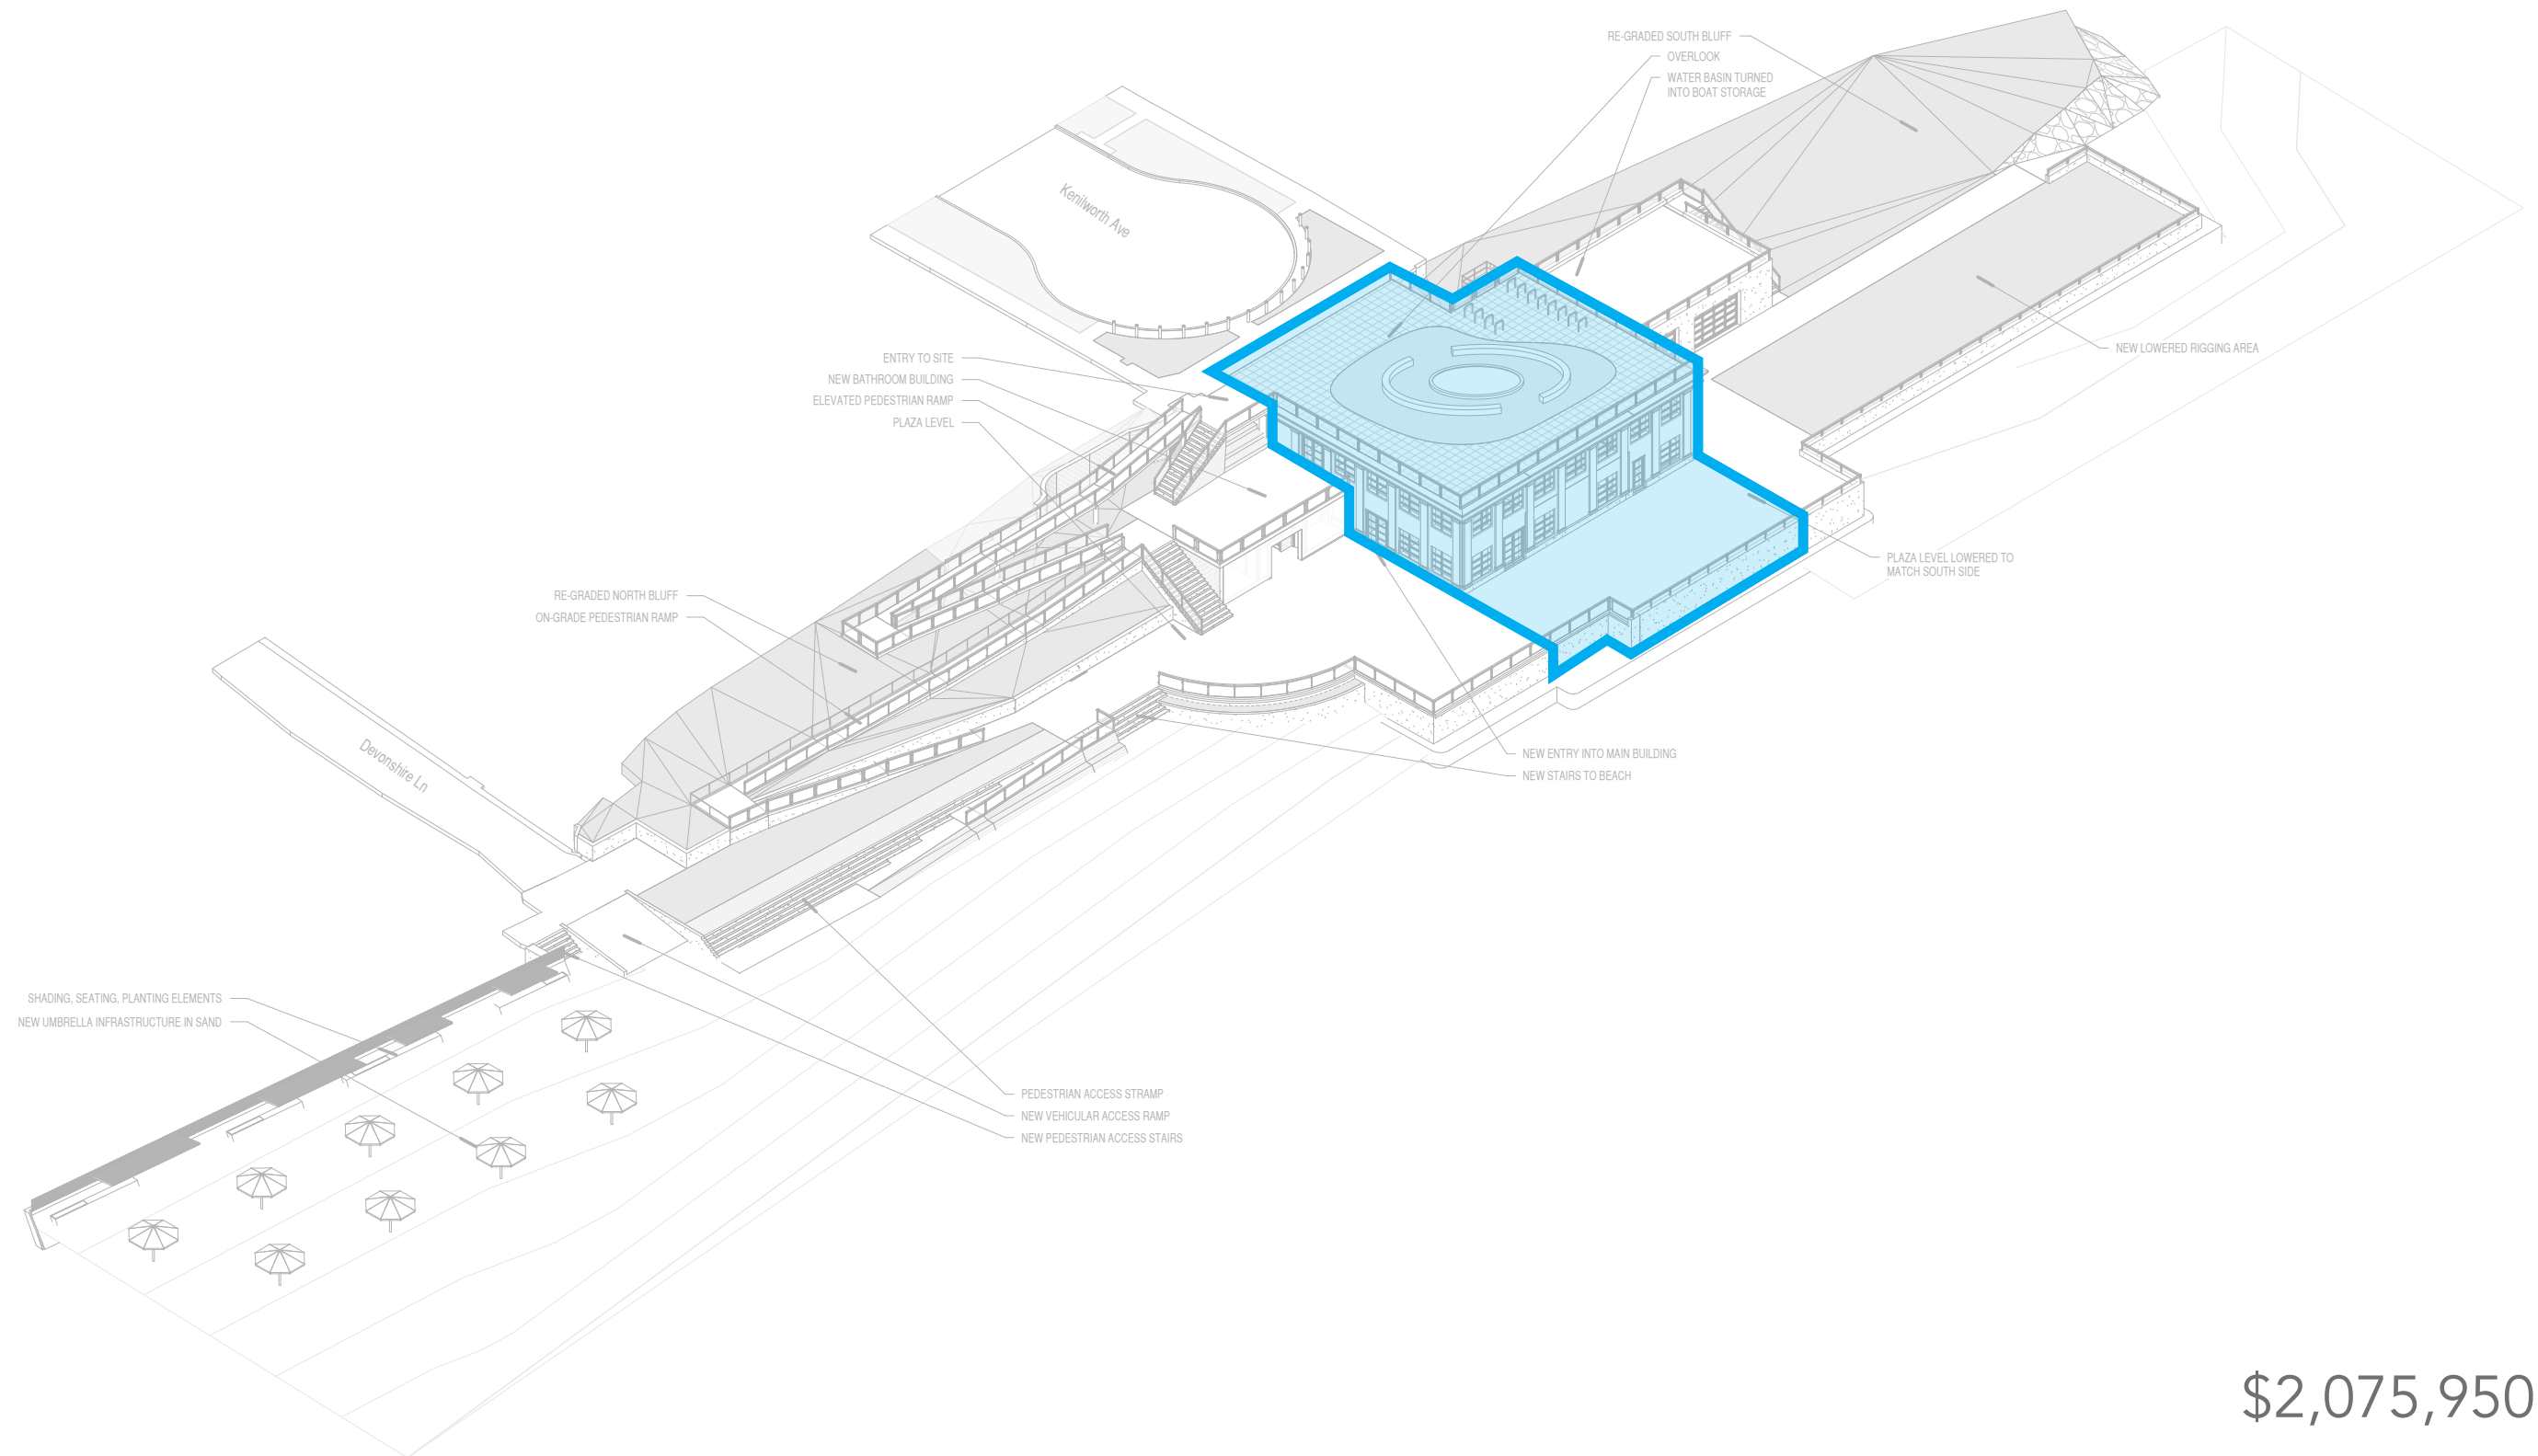 RE-GRADED SOUTH BLUFF
OVERLOOK
WATER BASIN TURNED
INTO BOAT STORAGE
Kenilworth Ave
ENTRY TO SITE
NEW BATHROOM BUILDING
ELEVATED PEDESTRIAN RAMP
PLAZA LEVEL
NEW LOWERED RIGGING AREA
PLAZA LEVEL LOWERED TO
MATCH SOUTH SIDE
RE-GRADED NORTH BLUFF
ON-GRADE PEDESTRIAN RAMP
Devonshire Ln
NEW ENTRY INTO MAIN BUILDING
NEW STAIRS TO BEACH
SHADING, SEATING, PLANTING ELEMENTS
NEW UMBRELLA INFRASTRUCTURE IN SAND
PEDESTRIAN ACCESS STRAMP
NEW VEHICULAR ACCESS RAMP
NEW PEDESTRIAN ACCESS STAIRS
$2,075,950